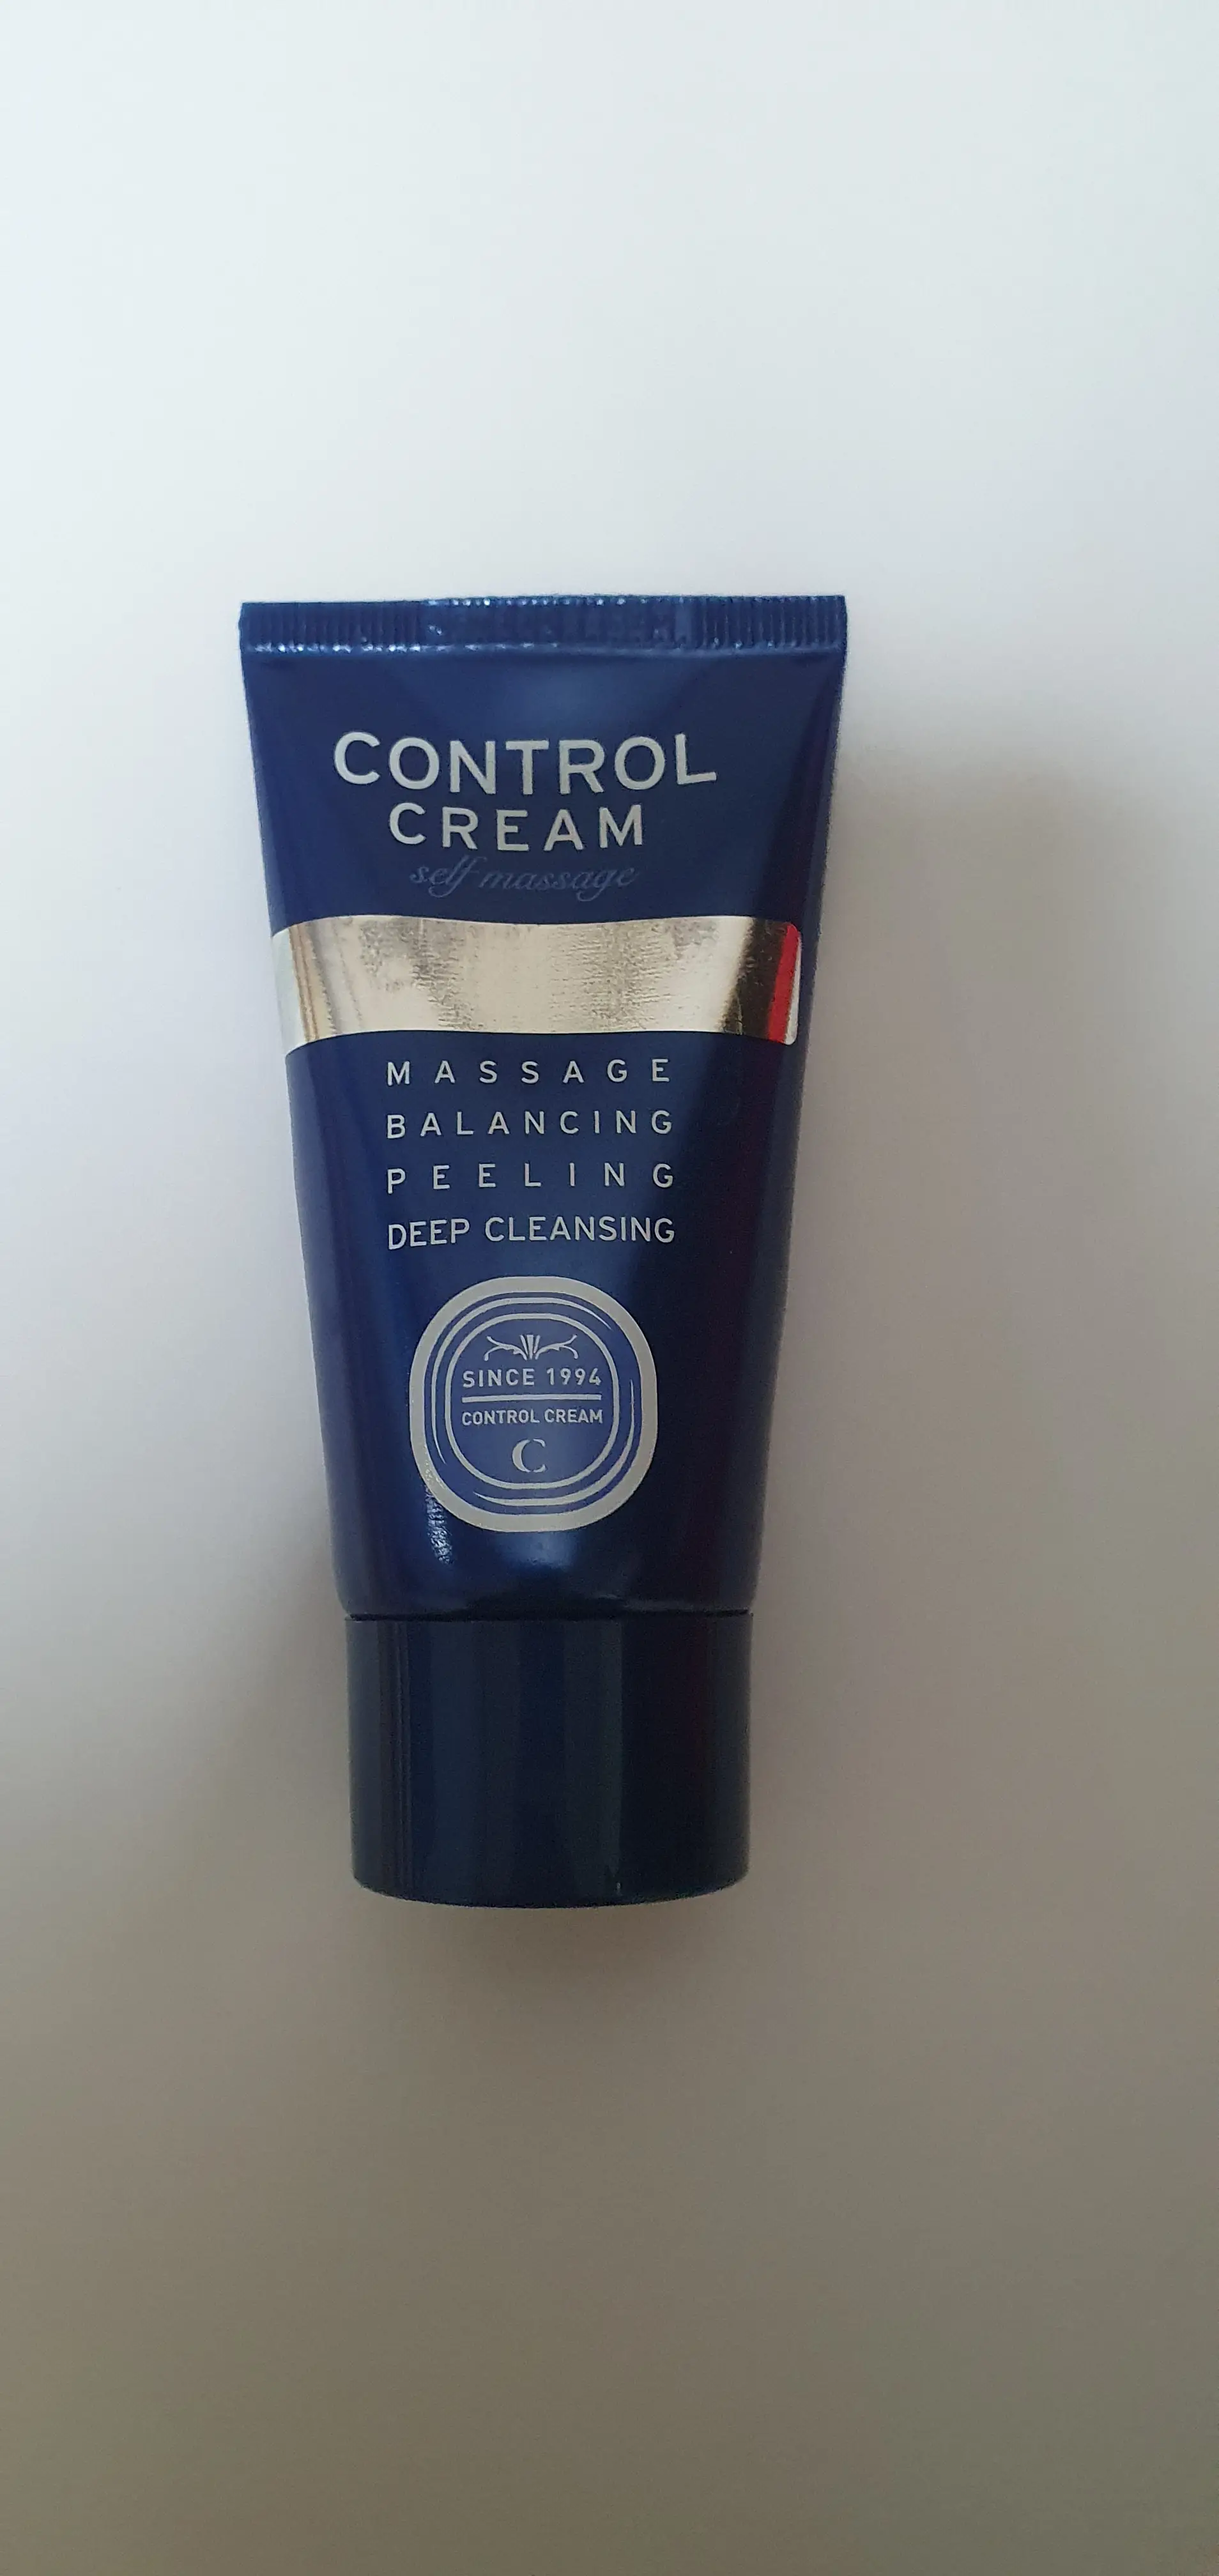 CONTROL
CREAM
self massage
MASSAGE
BALANCING
PEELING
DEEP CLEANSING
SINCE 1994
CONTROL CREAM
C